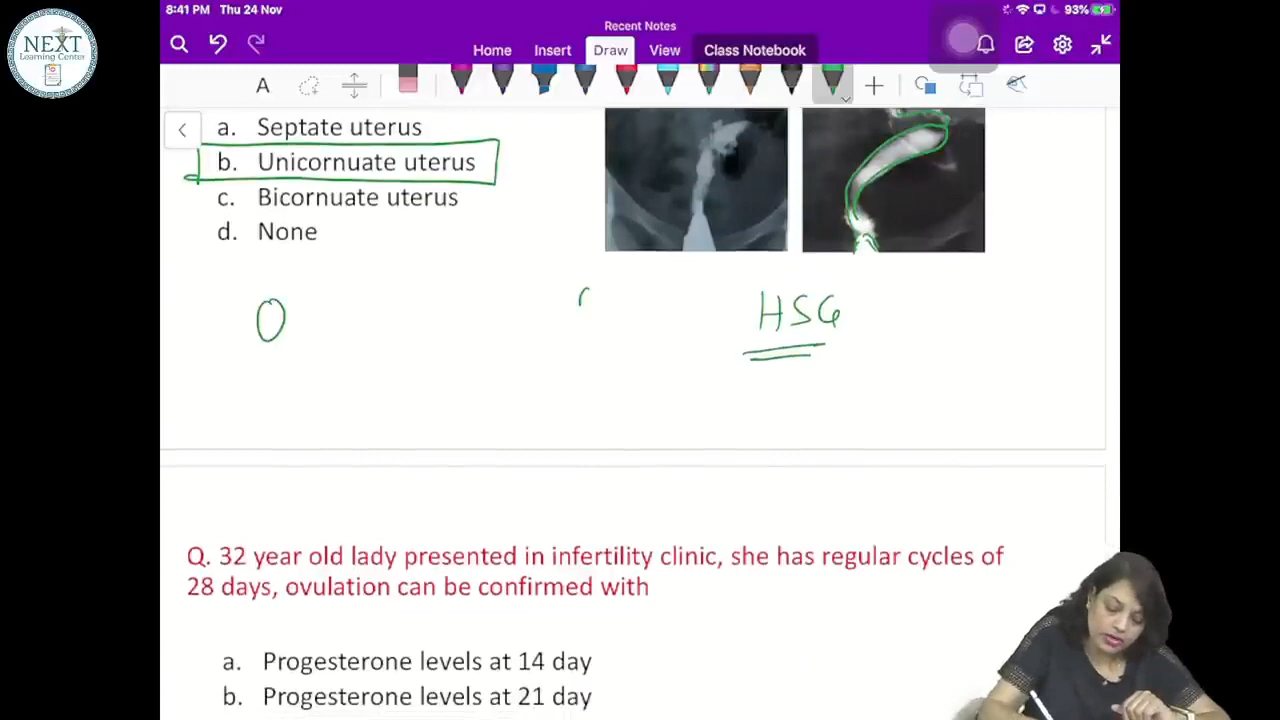 8:41 PM Thu 24 Nov
93%
NEXT
Learning Center
Recent Notes
Home Insert Draw View Class Notebook
A
a. Septate uterus
b. Unicornuate uterus
c. Bicornuate uterus
d. None
HSG
Q. 32 year old lady presented in infertility clinic, she has regular cycles of
28 days, ovulation can be confirmed with
a. Progesterone levels at 14 day
b. Progesterone levels at 21 day